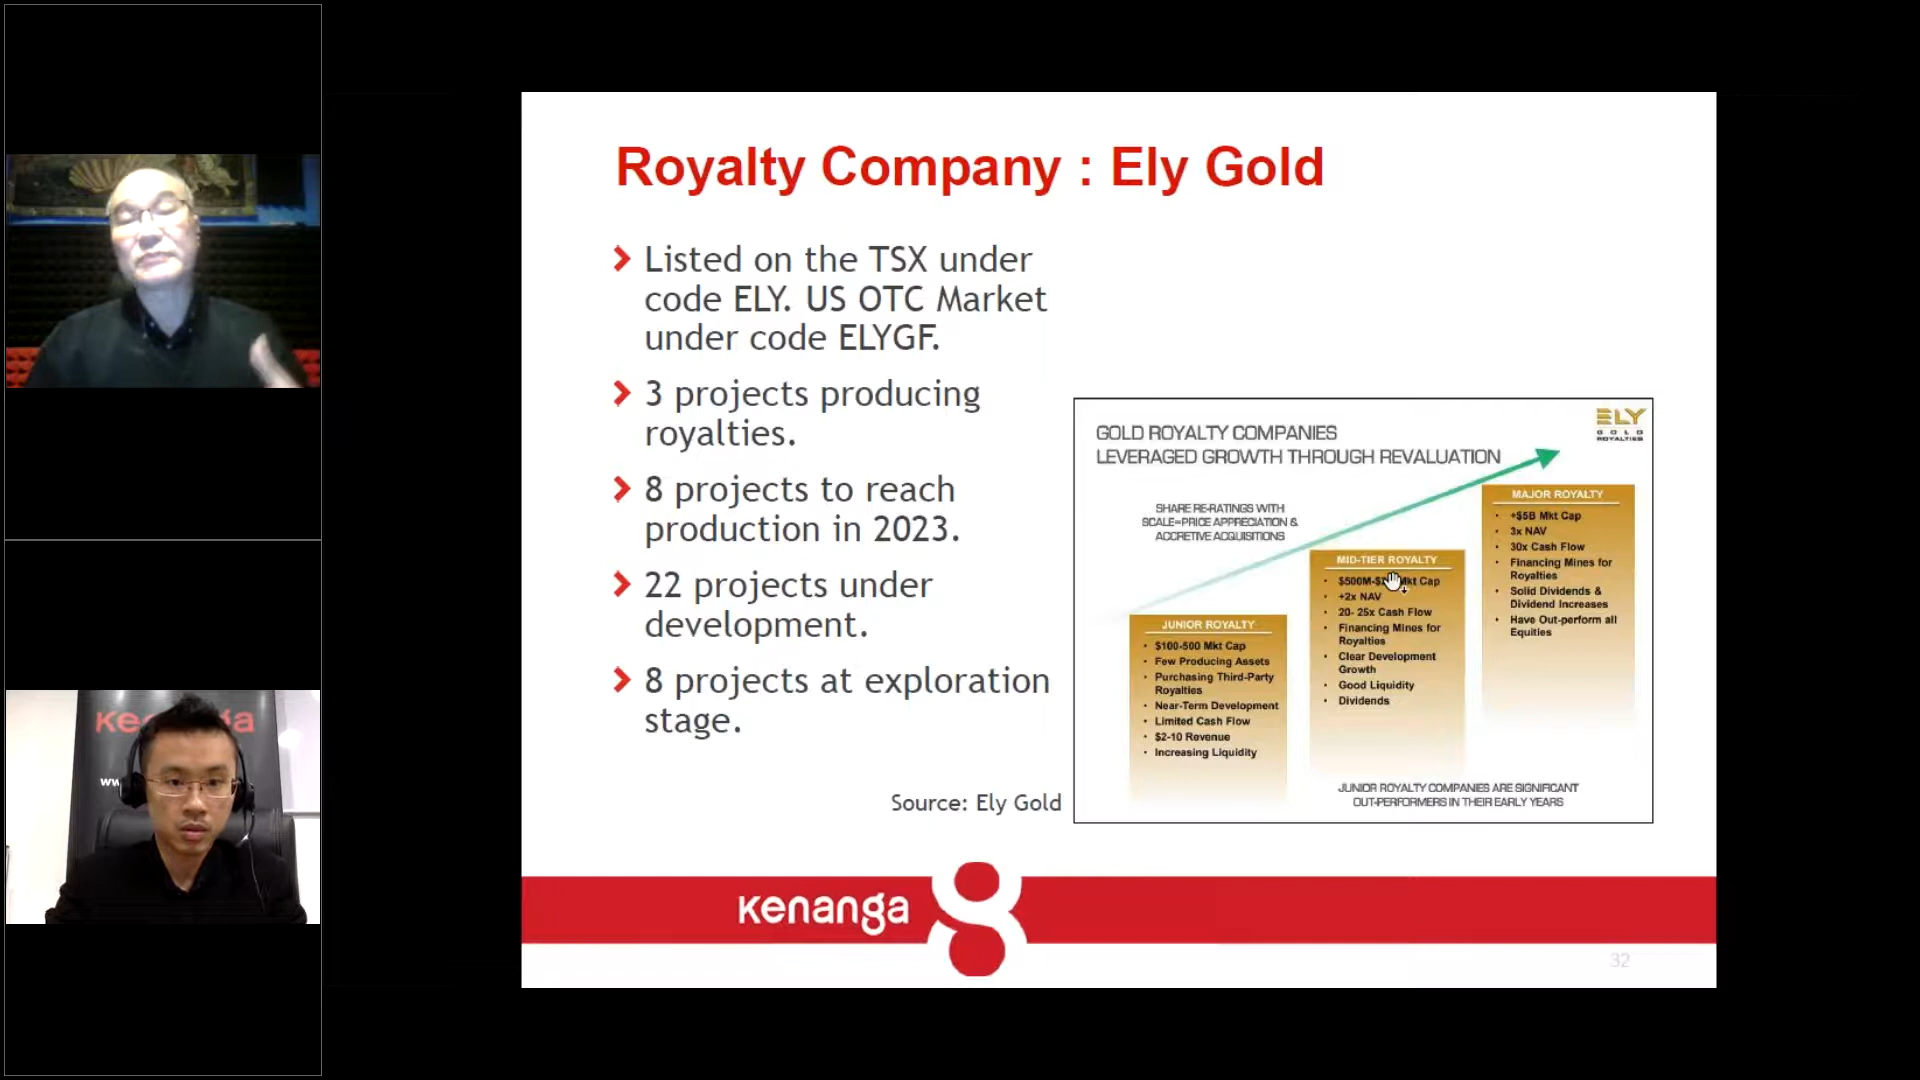 Royalty Company : Ely Gold
Listed on the TSX under
code ELY. US OTC Market
under code ELYGF.
3 projects producing
royalties.
8 projects to reach
production in 2023.
22 projects under
development.
8 projects at exploration
stage.
Source: Ely Gold
ELY
GOLD
ROYALTIES
GOLD ROYALTY COMPANIES
LEVERAGED GROWTH THROUGH REVALUATION
SHARE RE-RATINGS WITH
SCALE=PRICE APPRECIATION &
ACCRETIVE ACQUISITIONS
JUNIOR ROYALTY
• $100-500 Mkt Cap
• Few Producing Assets
• Purchasing Third-Party
Royalties
• Near-Term Development
• Limited Cash Flow
• $2-10 Revenue
• Increasing Liquidity
MID-TIER ROYALTY
• Mkt Cap
• +2x NAV
• 20- 25x Cash Flow
• Financing Mines for
Royalties
• Clear Development
Growth
• Good Liquidity
• Dividends
MAJOR ROYALTY
• +$5B Mkt Cap
• 3x NAV
• 30x Cash Flow
• Financing Mines for
Royalties
• Solid Dividends &
Dividend Increases
• Have Out-perform all
Equities
JUNIOR ROYALTY COMPANIES ARE SIGNIFICANT
OUT-PERFORMERS IN THEIR EARLY YEARS
kenanga
32